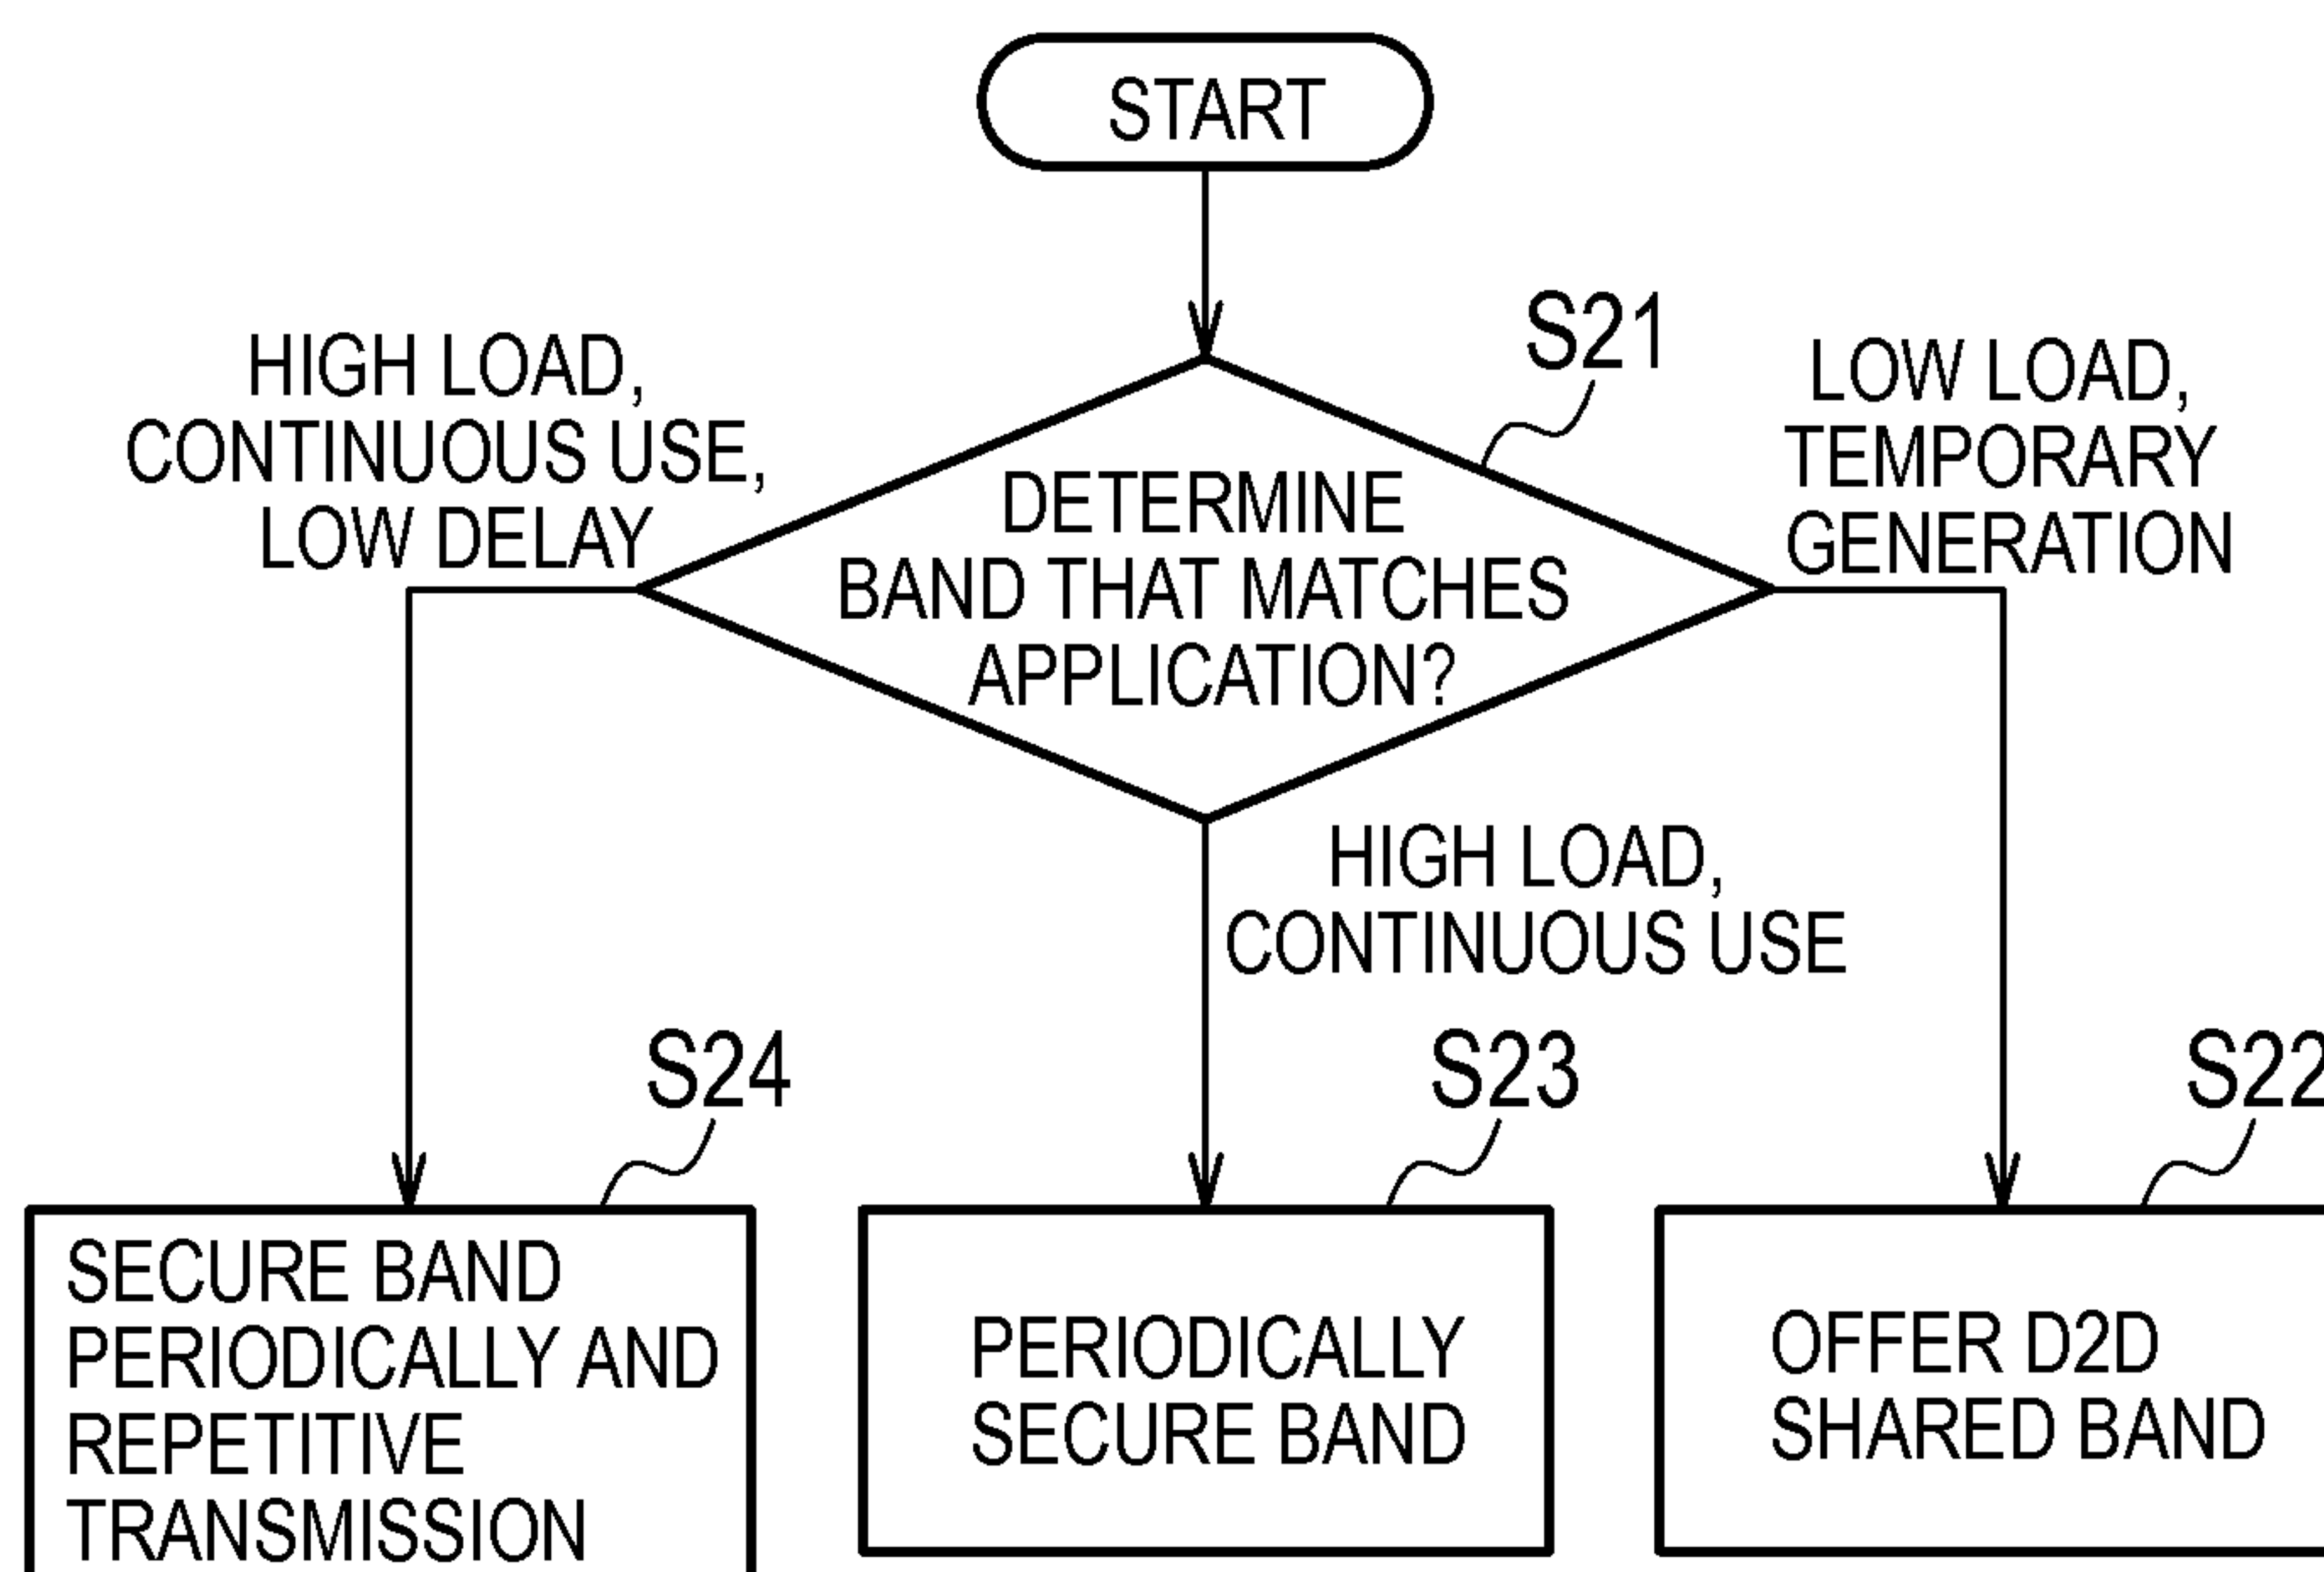 START
S21
HIGH LOAD,
CONTINUOUS USE,
LOW DELAY
DETERMINE
BAND THAT MATCHES
APPLICATION?
LOW LOAD,
TEMPORARY
GENERATION
HIGH LOAD,
CONTINUOUS USE
S24
SECURE BAND
PERIODICALLY AND
REPETITIVE
TRANSMISSION
S23
PERIODICALLY
SECURE BAND
S22
OFFER D2D
SHARED BAND